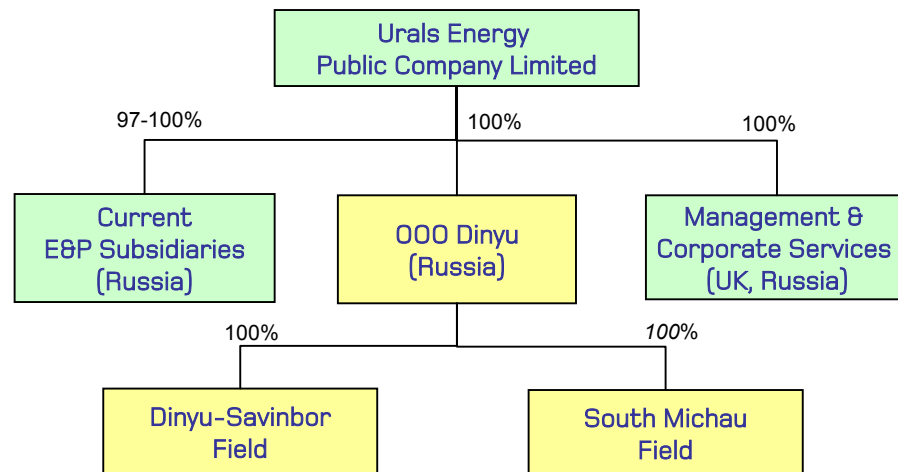 Urals Energy
Public Company Limited
97-100%
100%
100%
Current
E&P Subsidiaries
(Russia)
OOO Dinyu
(Russia)
Management &
Corporate Services
(UK, Russia)
100%
100%
Dinyu-Savinbor
Field
South Michau
Field